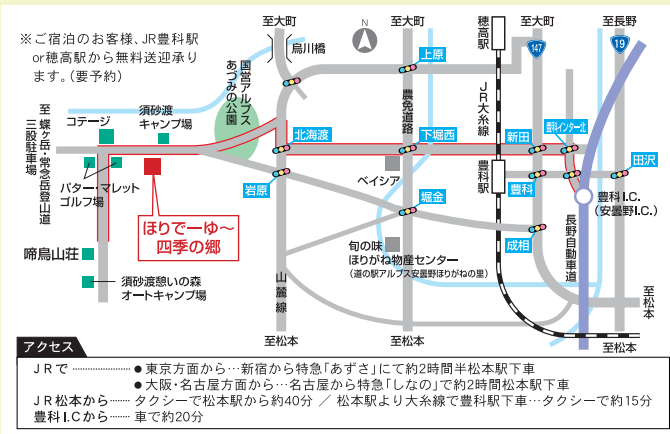 ※ご宿泊のお客様、JR豊科駅
or穂高駅から無料送迎承り
ます。(要予約)
至大町
烏川橋
N
至大町
穂高駅
至大町
147
至長野
19
上原
国営アルプス
あづみの公園
農免道路
JR大糸線
至 蝶ヶ岳・常念岳登山道
三股駐車場
コテージ
須砂渡
キャンプ場
北海渡
下堀西
新田
豊科インター北
田沢
バター・マレット
ゴルフ場
岩原
ベイシア
豊科駅
豊科
豊科I.C.
(安曇野I.C.)
ほりでーゆ~
四季の郷
堀金
成相
長野自動車道
啼鳥山荘
須砂渡憩いの森
オートキャンプ場
山麓線
旬の味
ほりがね物産センター
(道の駅アルプス安曇野ほりがねの里)
至松本
至松本
至松本
至松本
アクセス
JRで ………… ●東京方面から…新宿から特急「あずさ」にて約2時間半松本駅下車
●大阪・名古屋方面から…名古屋から特急「しなの」で約2時間松本駅下車
JR松本から…… タクシーで松本駅から約40分 / 松本駅より大糸線で豊科駅下車…タクシーで約15分
豊科I.Cから…… 車で約20分